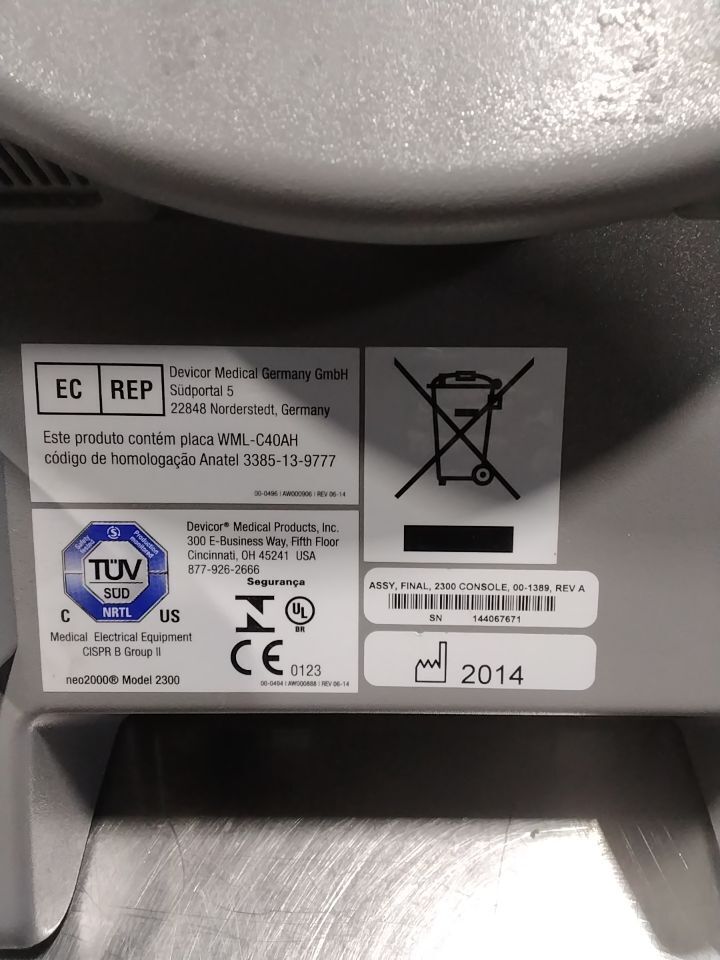 EC REP
Devicor Medical Germany GmbH
Südportal 5
22848 Norderstedt, Germany
Este produto contém placa WML-C40AH
código de homologação Anatel 3385-13-9777
00-0496 | AW000906 | REV 06-14
Safety tested
Production monitored
TÜV
SÜD
NRTL
C US
Medical Electrical Equipment
CISPR B Group II
neo2000® Model 2300
Devicor® Medical Products, Inc.
300 E-Business Way, Fifth Floor
Cincinnati, OH 45241 USA
877-926-2666
Segurança
UL
BR
CE 0123
00-0494 | AW000888 | REV 06-14
ASSY, FINAL, 2300 CONSOLE, 00-1389, REV A
SN 144067671
2014